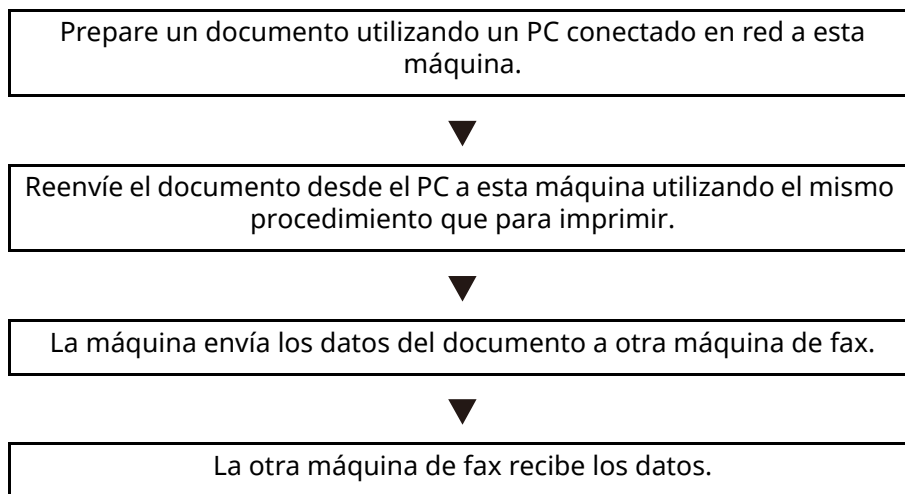 Prepare un documento utilizando un PC conectado en red a esta
máquina.
Reenvíe el documento desde el PC a esta máquina utilizando el mismo
procedimiento que para imprimir.
La máquina envía los datos del documento a otra máquina de fax.
La otra máquina de fax recibe los datos.